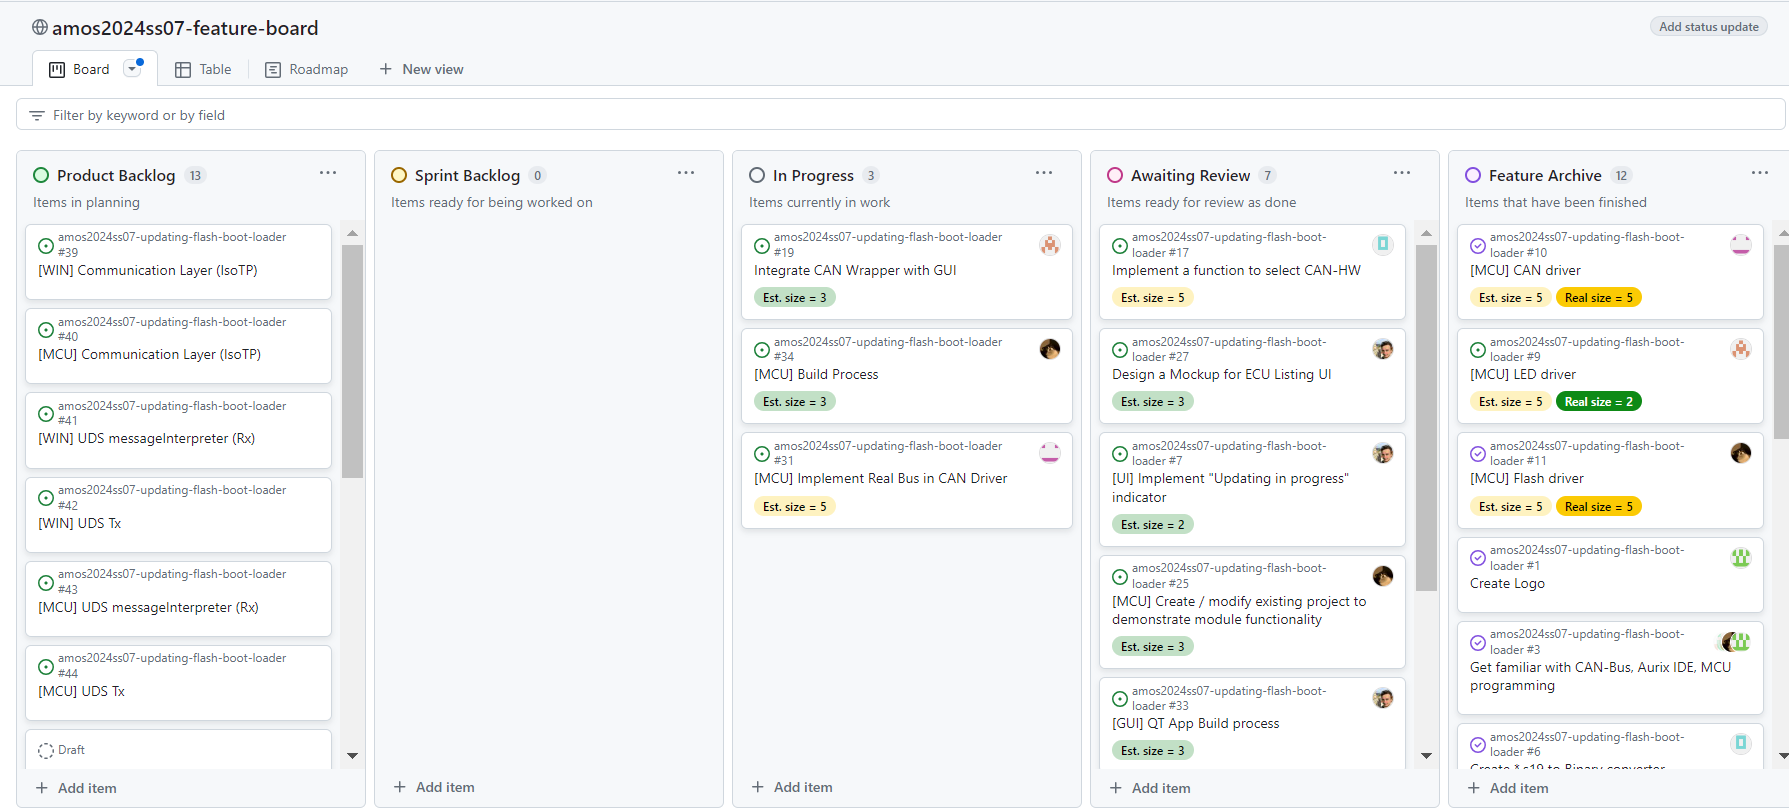 amos2024ss07-feature-board
Add status update
Board
Table
Roadmap
New view
Filter by keyword or by field
Product Backlog 13
Items in planning
amos2024ss07-updating-flash-boot-loader
#39
[WIN] Communication Layer (IsoTP)
amos2024ss07-updating-flash-boot-loader
#40
[MCU] Communication Layer (IsoTP)
amos2024ss07-updating-flash-boot-loader
#41
[WIN] UDS messageInterpreter (Rx)
amos2024ss07-updating-flash-boot-loader
#42
[WIN] UDS Tx
amos2024ss07-updating-flash-boot-loader
#43
[MCU] UDS messageInterpreter (Rx)
amos2024ss07-updating-flash-boot-loader
#44
[MCU] UDS Tx
Draft
+ Add item
Sprint Backlog 0
Items ready for being worked on
+ Add item
In Progress 3
Items currently in work
amos2024ss07-updating-flash-boot-loader
#19
Integrate CAN Wrapper with GUI
Est. size = 3
amos2024ss07-updating-flash-boot-loader
#34
[MCU] Build Process
Est. size = 3
amos2024ss07-updating-flash-boot-loader
#31
[MCU] Implement Real Bus in CAN Driver
Est. size = 5
+ Add item
Awaiting Review 7
Items ready for review as done
amos2024ss07-updating-flash-boot-
loader #17
Implement a function to select CAN-HW
Est. size = 5
amos2024ss07-updating-flash-boot-
loader #27
Design a Mockup for ECU Listing UI
Est. size = 3
amos2024ss07-updating-flash-boot-
loader #7
[UI] Implement "Updating in progress"
indicator
Est. size = 2
amos2024ss07-updating-flash-boot-
loader #25
[MCU] Create / modify existing project to
demonstrate module functionality
Est. size = 3
amos2024ss07-updating-flash-boot-
loader #33
[GUI] QT App Build process
Est. size = 3
+ Add item
Feature Archive 12
Items that have been finished
amos2024ss07-updating-flash-boot-
loader #10
[MCU] CAN driver
Est. size = 5 Real size = 5
amos2024ss07-updating-flash-boot-
loader #9
[MCU] LED driver
Est. size = 5 Real size = 2
amos2024ss07-updating-flash-boot-
loader #11
[MCU] Flash driver
Est. size = 5 Real size = 5
amos2024ss07-updating-flash-boot-
loader #1
Create Logo
amos2024ss07-updating-flash-boot-
loader #3
Get familiar with CAN-Bus, Aurix IDE, MCU
programming
amos2024ss07-updating-flash-boot-
loader #6
Create *.s19 to Binary converter
+ Add item